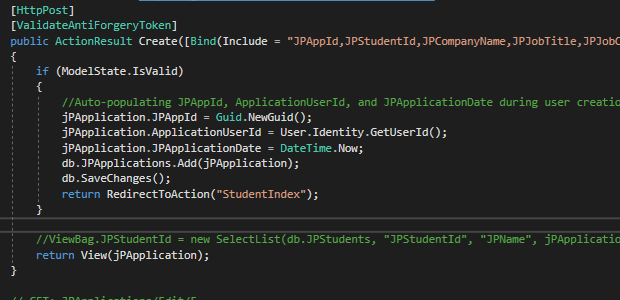 [HttpPost]
[ValidateAntiForgeryToken]
public ActionResult Create([Bind(Include = "JPAppId,JPStudentId,JPCompanyName,JPJobTitle,JPJobC
{
if (ModelState.IsValid)
{
//Auto-populating JPAppId, ApplicationUserId, and JPApplicationDate during user creatio
jPApplication.JPAppId = Guid.NewGuid();
jPApplication.ApplicationUserId = User.Identity.GetUserId();
jPApplication.JPApplicationDate = DateTime.Now;
db.JPApplications.Add(jPApplication);
db.SaveChanges();
return RedirectToAction("StudentIndex");
}
//ViewBag.JPStudentId = new SelectList(db.JPStudents, "JPStudentId", "JPName", jPApplicatio
return View(jPApplication);
}